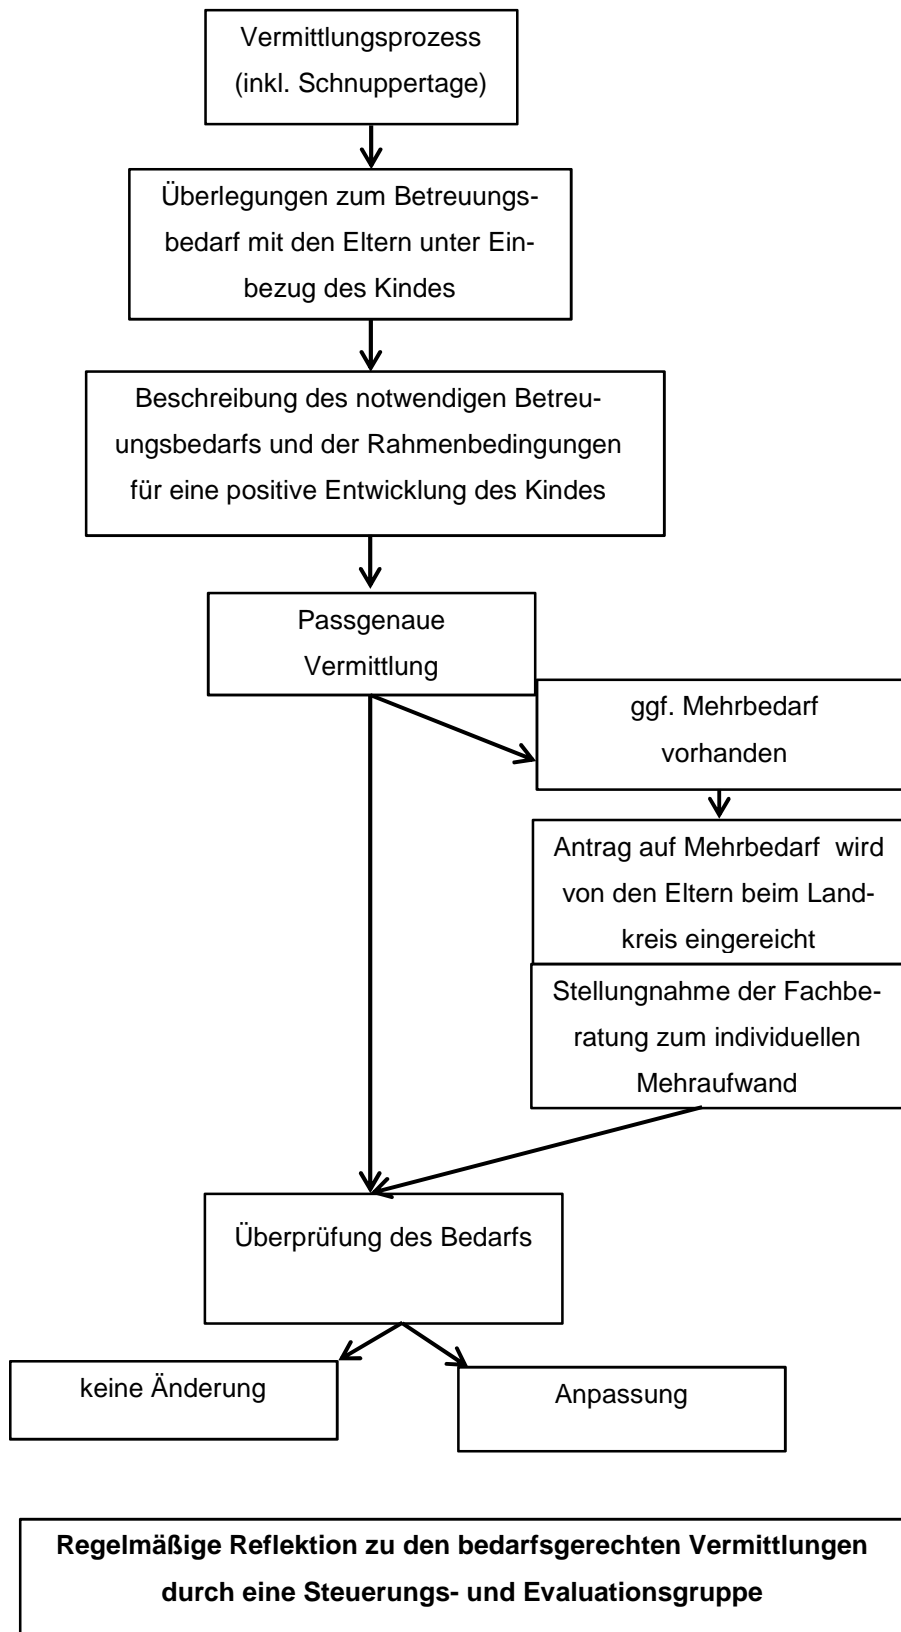 Vermittlungsprozess
(inkl. Schnuppertage)
Überlegungen zum Betreuungs-
bedarf mit den Eltern unter Ein-
bezug des Kindes
Beschreibung des notwendigen Betreu-
ungsbedarfs und der Rahmenbedingungen
für eine positive Entwicklung des Kindes
Passgenaue
Vermittlung
ggf. Mehrbedarf
vorhanden
Antrag auf Mehrbedarf  wird
von den Eltern beim Land-
kreis eingereicht
Stellungnahme der Fachbe-
ratung zum individuellen
Mehraufwand
Überprüfung des Bedarfs
keine Änderung
Anpassung
Regelmäßige Reflektion zu den bedarfsgerechten Vermittlungen
durch eine Steuerungs- und Evaluationsgruppe